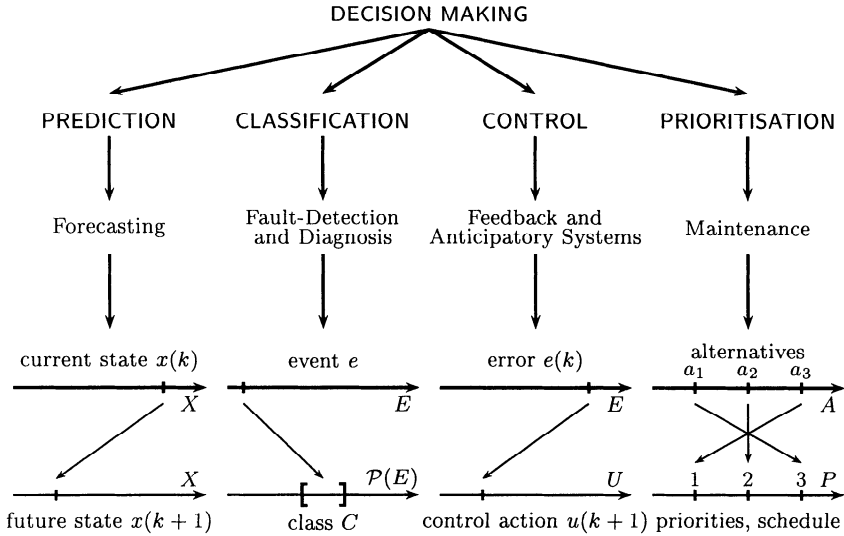 DECISION MAKING
PREDICTION CLASSIFICATION CONTROL PRIORITISATION
Forecasting
Fault-Detection
and Diagnosis
Feedback and
Anticipatory Systems
Maintenance
current state x(k)
X
X
future state x(k + 1)
event e
E
[ ] P(E)
class C
error e(k)
E
U
control action u(k + 1)
alternatives
a1 a2 a3
A
1 2 3 P
priorities, schedule